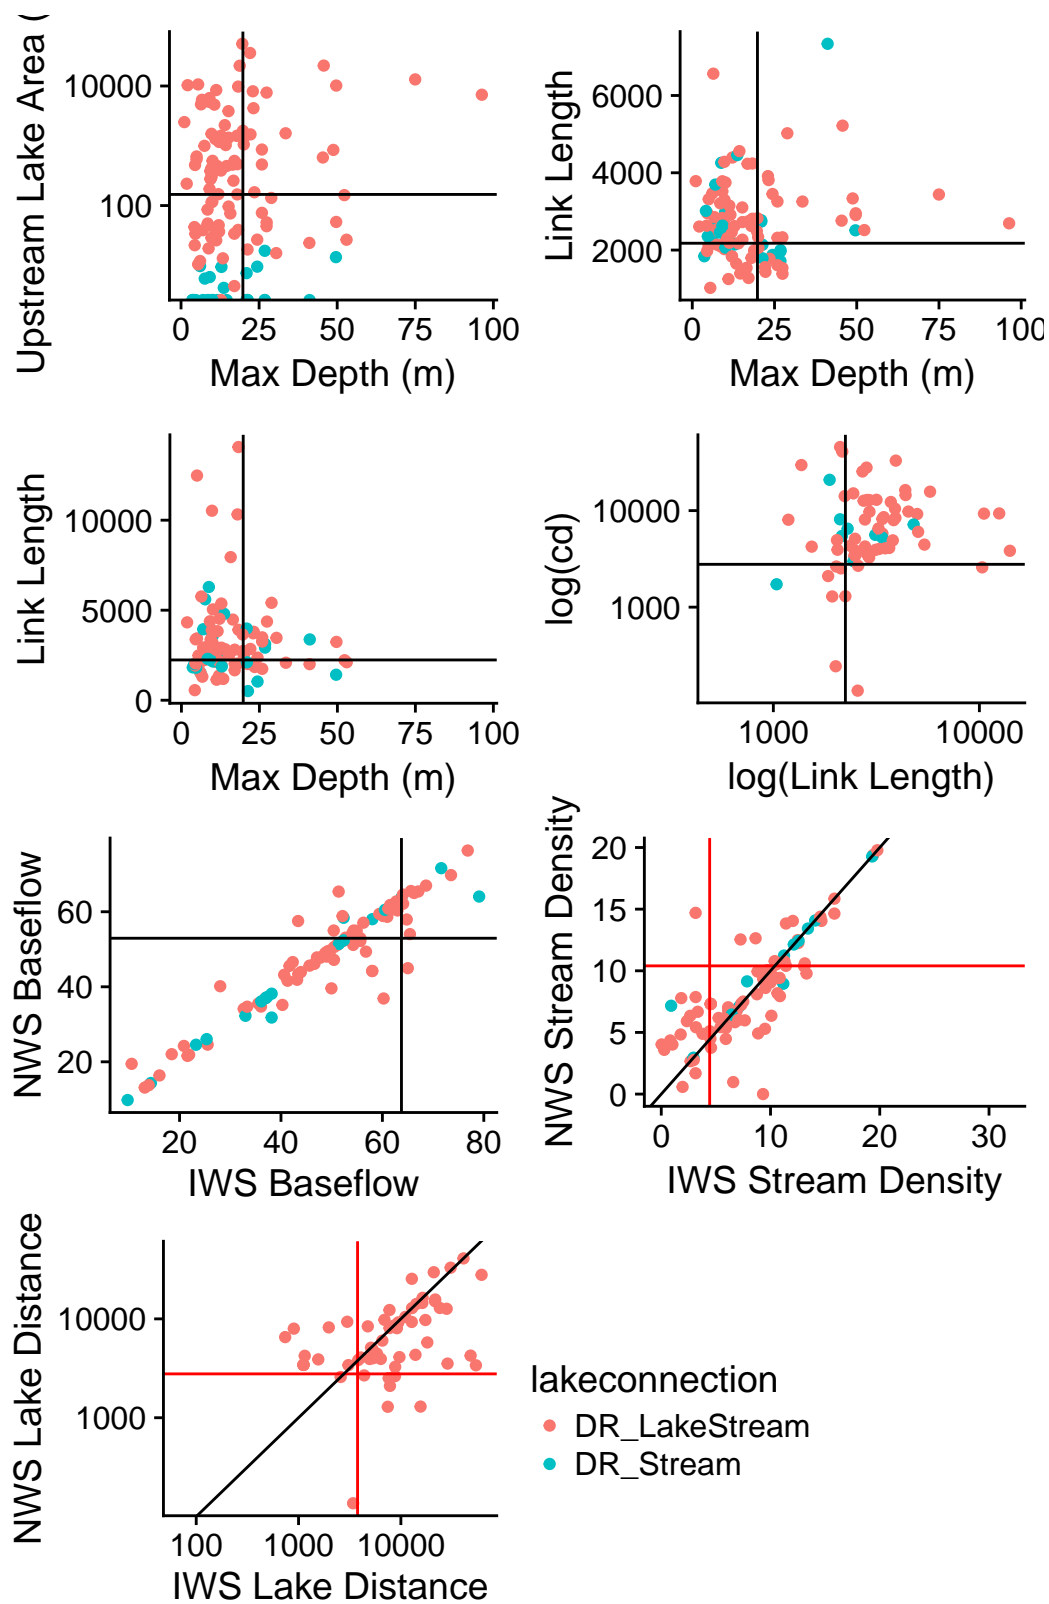 Upstream Lake Area (
10000
100
0 25 50 75 100
Max Depth (m)
Link Length
6000
4000
2000
0 25 50 75 100
Max Depth (m)
Link Length
10000
5000
0
0 25 50 75 100
Max Depth (m)
log(cd)
10000
1000
1000 10000
log(Link Length)
NWS Baseflow
60
40
20
20 40 60 80
IWS Baseflow
NWS Stream Density
20
15
10
5
0
0 10 20 30
IWS Stream Density
NWS Lake Distance
10000
1000
100 1000 10000
IWS Lake Distance
lakeconnection
DR_LakeStream
DR_Stream